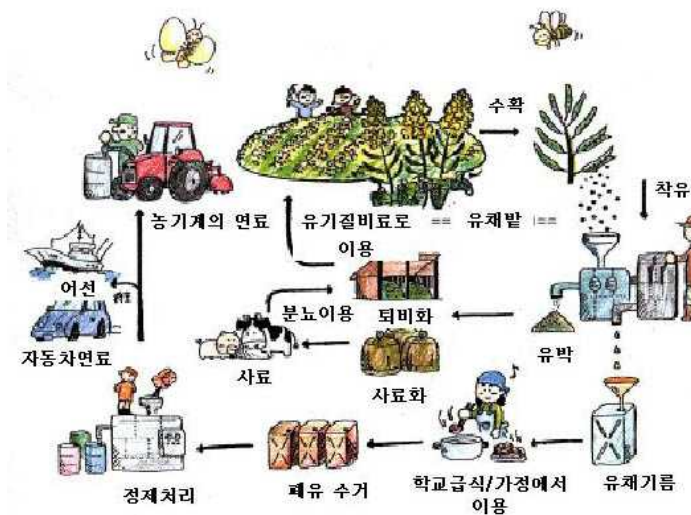 수확
착유
농기계의 연료
유기질비료로
이용
== 유채밭 ==
어선
분뇨이용
퇴비화
유박
자동차연료
사료
사료화
정제처리
폐유 수거
학교급식/가정에서
이용
유채기름